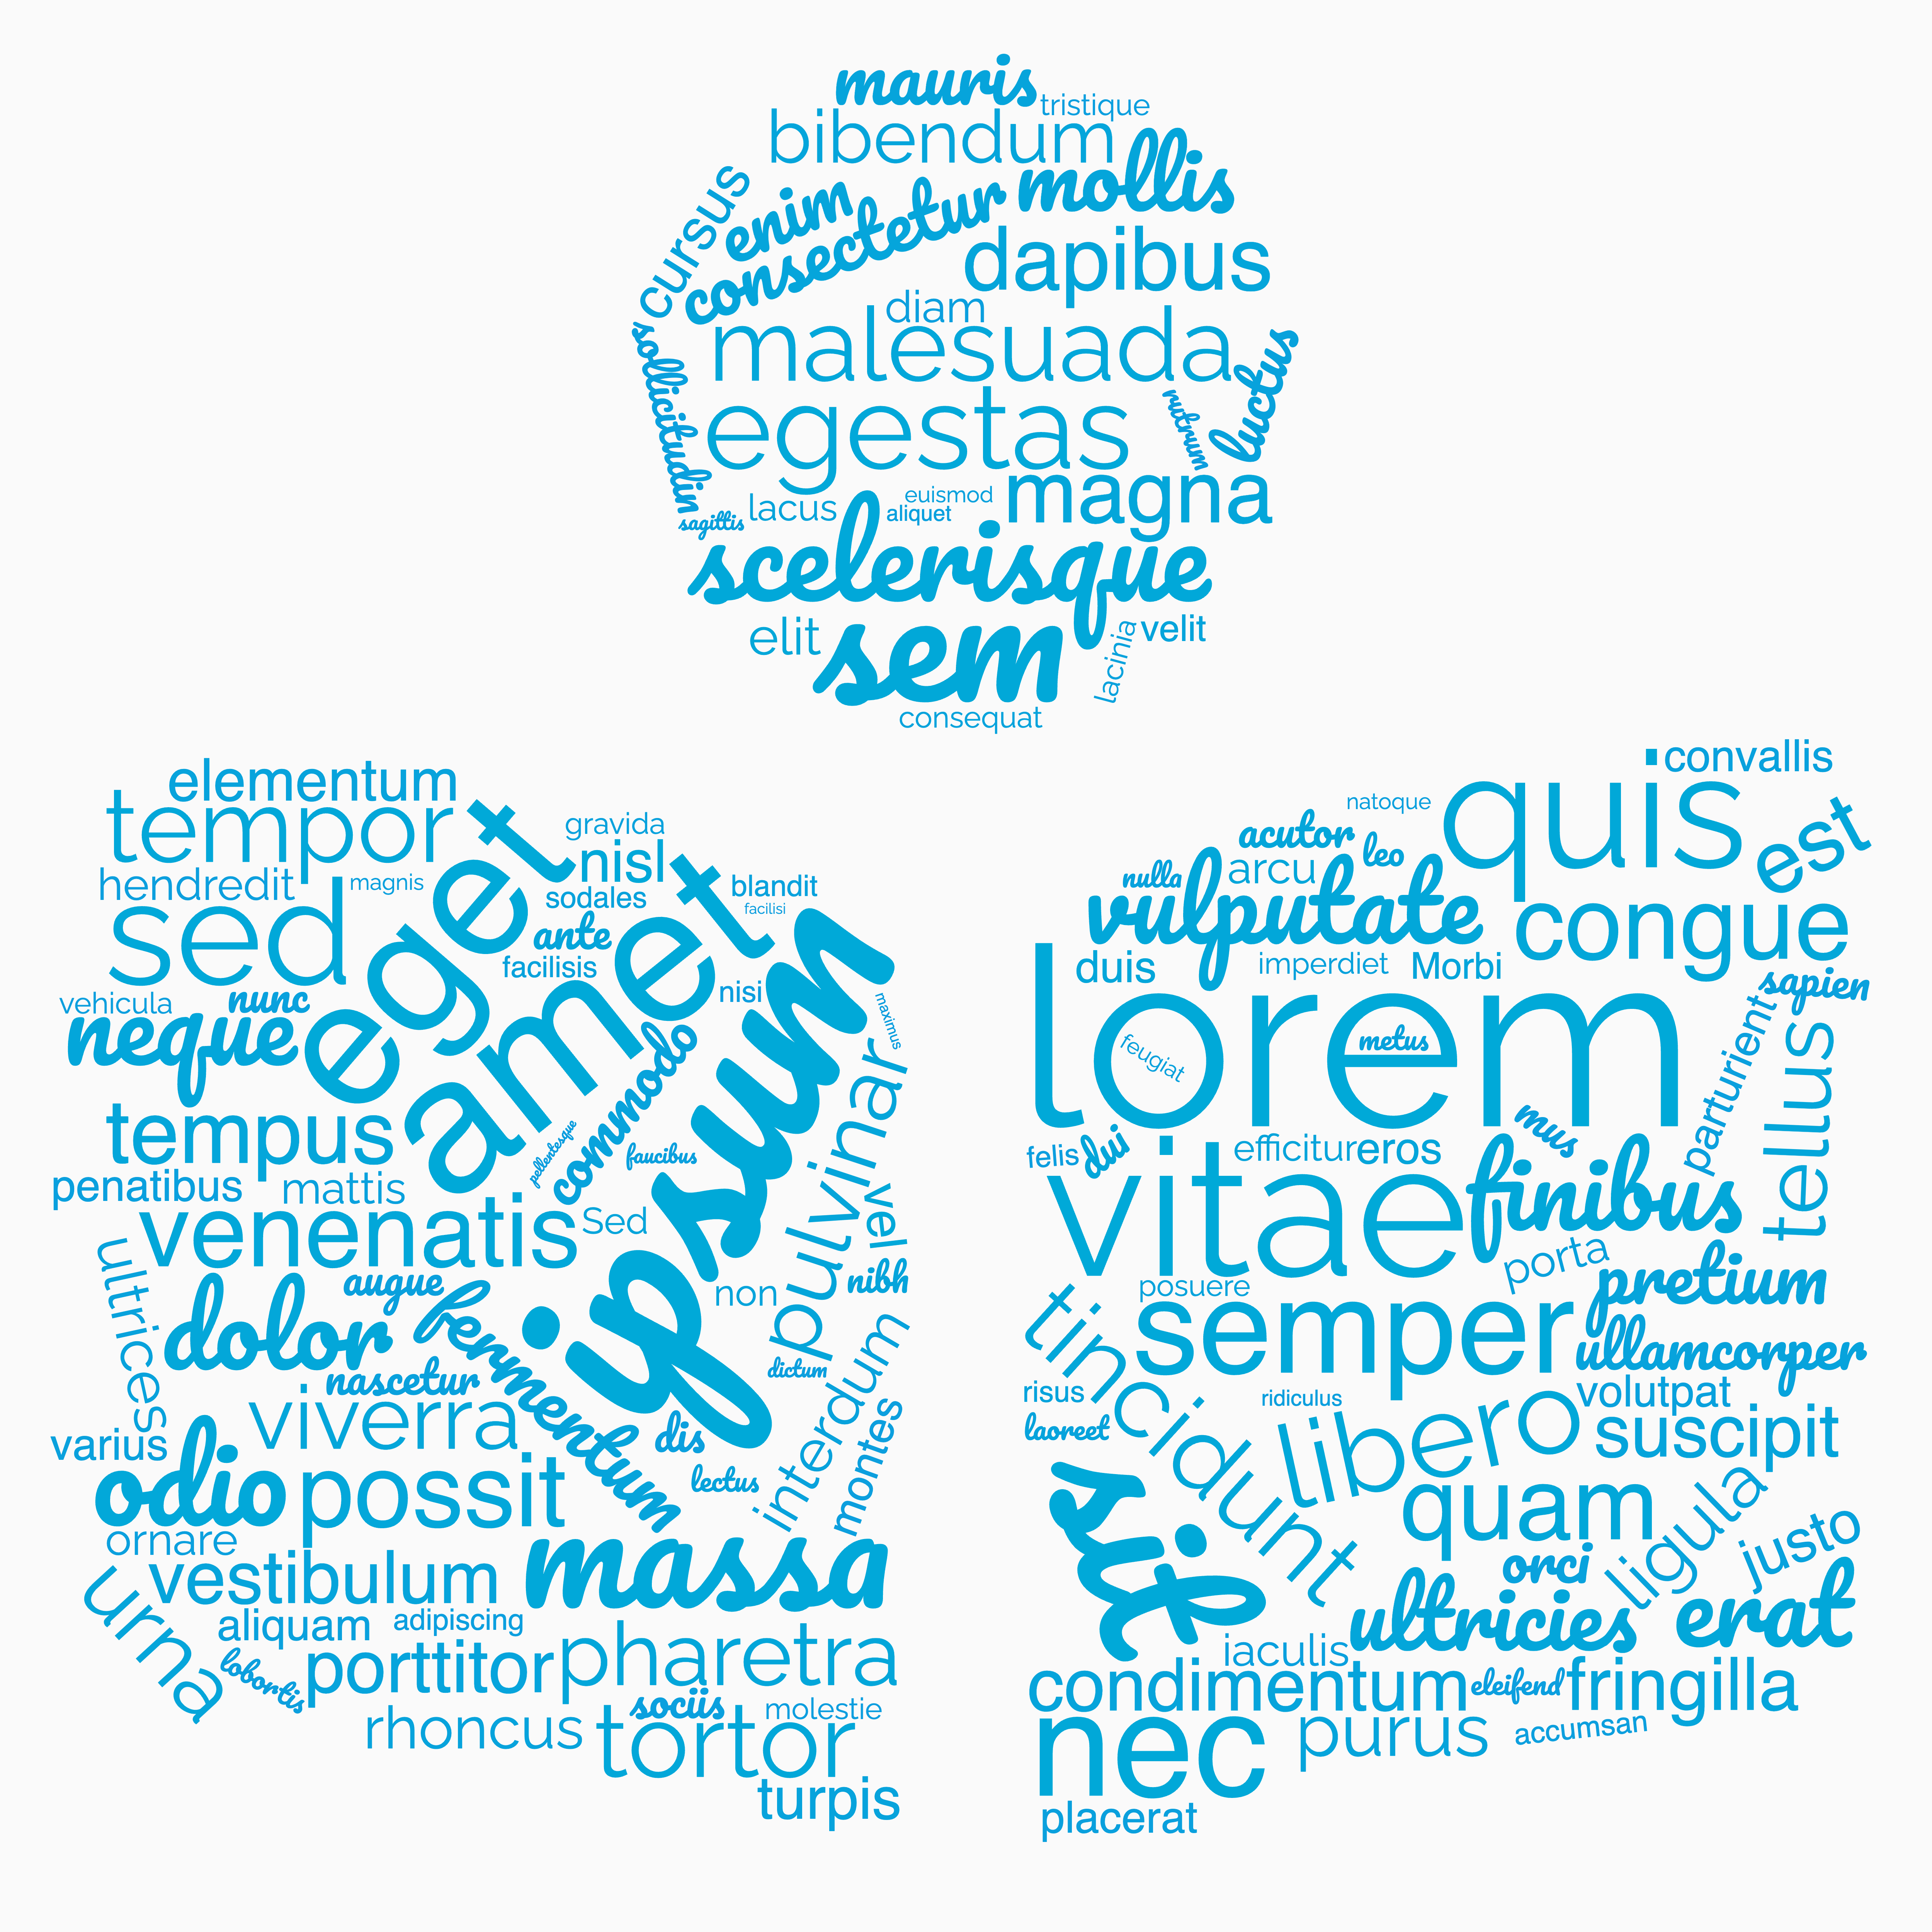 mauris
tristique
bibendum
mollis
cursus
enim
consectetur
dapibus
diam
malesuada
sollicitudin
luctus
egestas
rutrum
magna
sagittis
lacus
euismod
aliquet
scelerisque
elit
sem
lacinia
velit
consequat
elementum
tempor
eget
gravida
nisl
hendredit
magnis
sodales
amet
blandit
facilisi
sed
ante
facilisis
ipsum
vehicula
nunc
neque
nisi
maximus
commodo
tempus
pellentesque
faucibus
pulvinar
penatibus
mattis
venenatis
Sed
vel
ultrices
augue
fermentum
non
nibh
dolor
nascetur
dictum
interdum
viverra
varius
dis
montes
odio
possit
lectus
ornare
massa
vestibulum
urna
aliquam
adipiscing
lobortis
porttitor
pharetra
sociis
molestie
rhoncus
tortor
turpis
convallis
natoque
quis
est
acutor
leo
arcu
nulla
vulputate
congue
duis
imperdiet
Morbi
sapien
lorem
feugiat
metus
parturient
tellus
mus
felis
dui
efficitur
eros
vitae
finibus
porta
posuere
pretium
tincidunt
semper
ullamcorper
risus
ridiculus
volutpat
laoreet
libero
suscipit
quam
ligula
justo
orci
ultricies
erat
iaculis
condimentum
eleifend
fringilla
nec
purus
accumsan
placerat